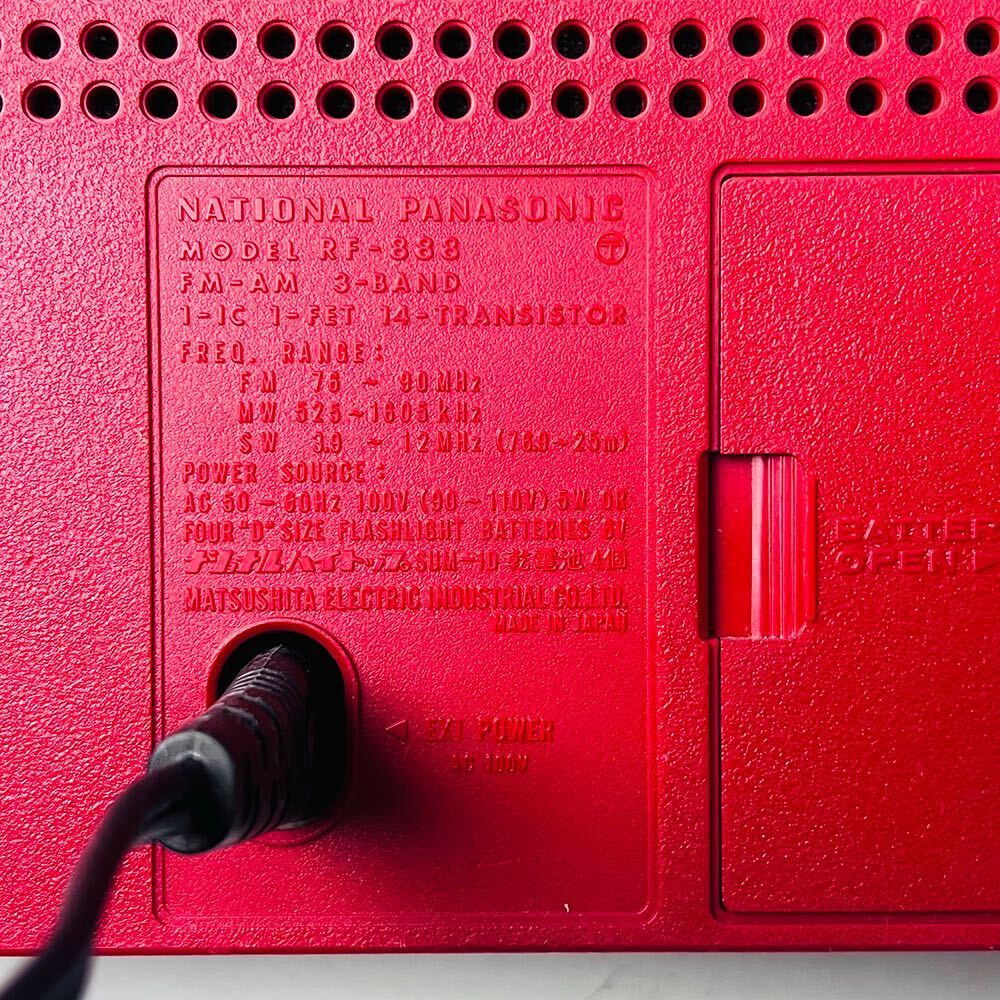 NATIONAL PANASONIC
MODEL RF-888
FM-AM 3-BAND
1-IC 1-FET 14-TRANSISTOR
FREQ. RANGE:
FM 76 ~ 90MHz
MW 525~1605kHz
SW 3.9 ~ 12MHz (76.9~25m)
POWER SOURCE:
AC 50-60Hz 100V (90~110V) 5W OR
FOUR "D" SIZE FLASHLIGHT BATTERIES 6V
ナショナルハイトップ SUM-1D 乾電池 4個
MATSUSHITA ELECTRIC INDUSTRIAL CO., LTD.
MADE IN JAPAN
◁ EXT POWER
AC 100V
BATTER
OPEN ▷